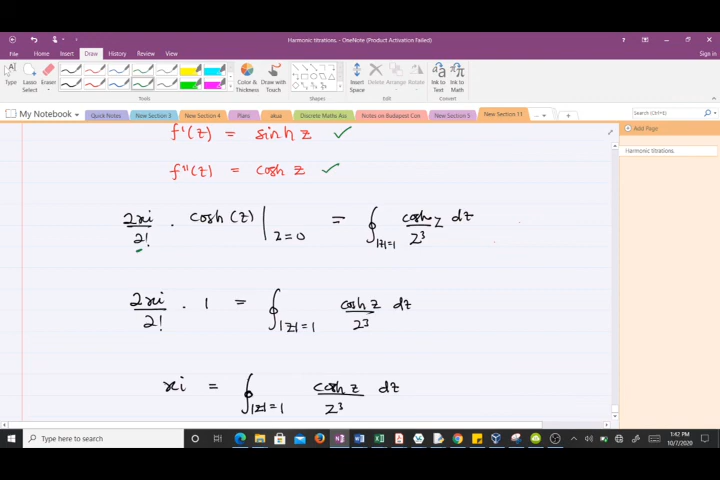 Harmonic titrations. - OneNote (Product Activation Failed)
File Home Insert Draw History Review View Sign in
Type Lasso Select Eraser Color & Thickness Draw with Touch Insert Space Delete Arrange Rotate Ink to Text Ink to Math
Tools Shapes Edit Convert
My Notebook Quick Notes New Section 3 New Section 4 Plans akua Discrete Maths Ass Notes on Budapest Con New Section 5 New Section 11 ... + Search (Ctrl+E)
Add Page
Harmonic titrations.
f'(z) = sinh z ✓
f''(z) = cosh z ✓
2πi/2! · cosh(z) | z=0 = ∮|z|=1 cosh z/z³ dz
2πi/2! · 1 = ∮|z|=1 cosh z/z³ dz
πi = ∮|z|=1 cosh z/z³ dz
Type here to search
1:42 PM
10/7/2020